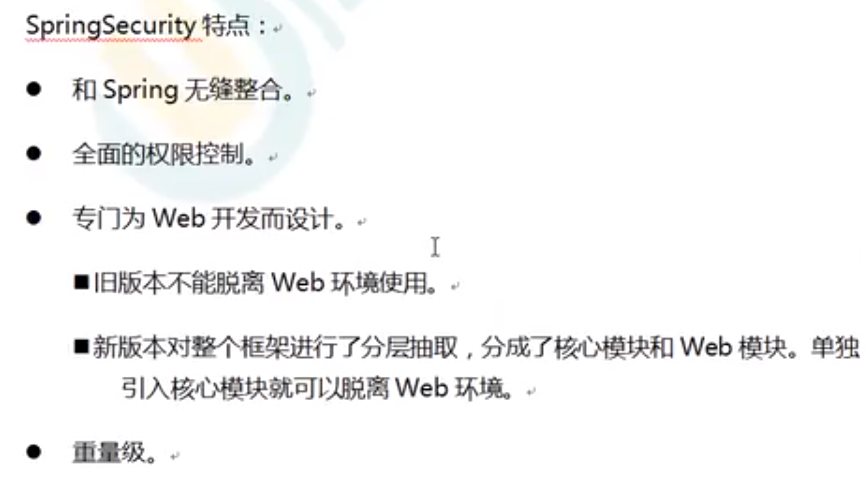 SpringSecurity 特点：
● 和 Spring 无缝整合。
● 全面的权限控制。
● 专门为 Web 开发而设计。
■旧版本不能脱离 Web 环境使用。
■新版本对整个框架进行了分层抽取，分成了核心模块和 Web 模块。单独
引入核心模块就可以脱离 Web 环境。
● 重量级。